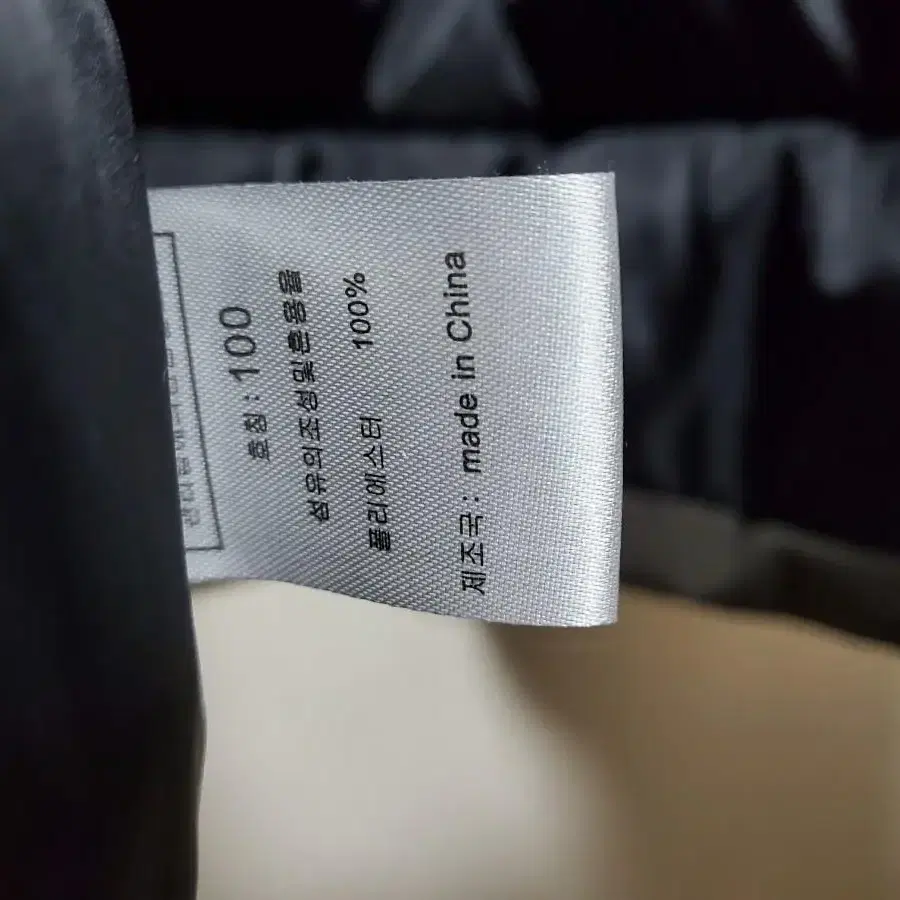 호칭 : 100
섬유의조성및혼용율
폴리에스터 100%
제조국 : made in China